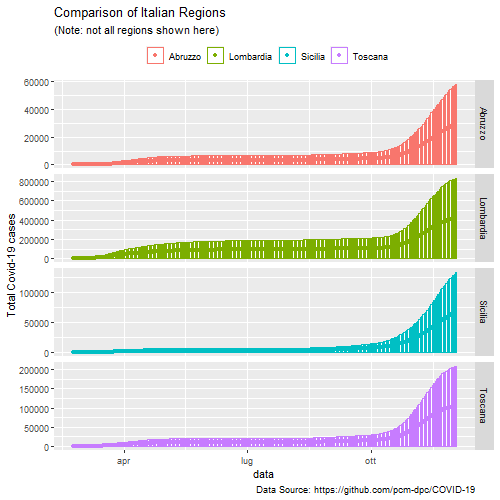 Comparison of Italian Regions
(Note: not all regions shown here)
Abruzzo Lombardia Sicilia Toscana
60000
40000
20000
0
Abruzzo
800000
600000
400000
200000
0
Lombardia
100000
50000
0
Sicilia
200000
150000
100000
50000
0
Toscana
Total Covid-19 cases
apr lug ott
data
Data Source: https://github.com/pcm-dpc/COVID-19